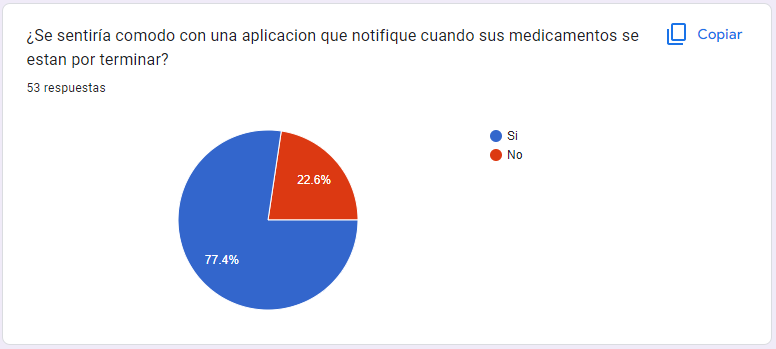 ¿Se sentiría comodo con una aplicacion que notifique cuando sus medicamentos se
estan por terminar?
Copiar
53 respuestas
Si
No
22.6%
77.4%